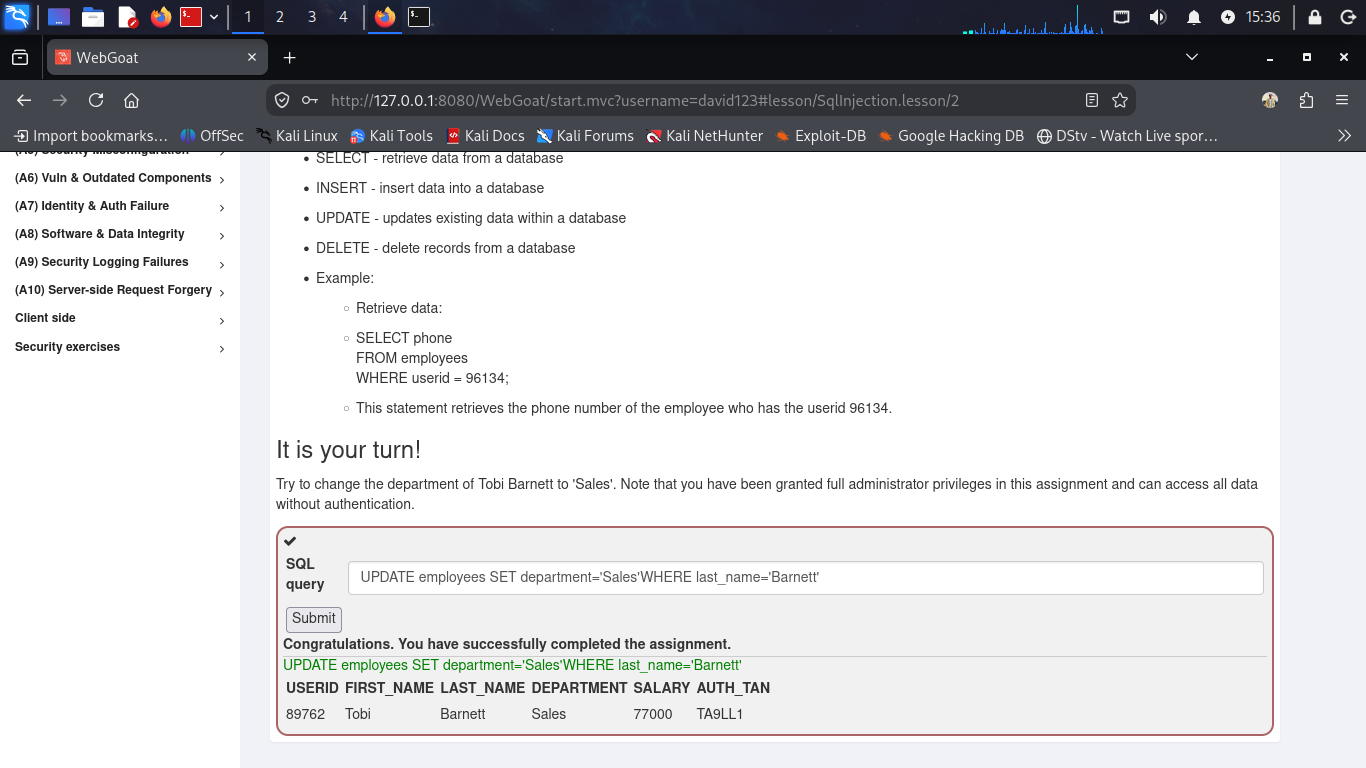 1 2 3 4 15:36
WebGoat
http://127.0.0.1:8080/WebGoat/start.mvc?username=david123#lesson/SqlInjection.lesson/2
Import bookmarks... OffSec Kali Linux Kali Tools Kali Docs Kali Forums Kali NetHunter Exploit-DB Google Hacking DB DStv - Watch Live spor...
(A5) Security Misconfiguration
(A6) Vuln & Outdated Components
(A7) Identity & Auth Failure
(A8) Software & Data Integrity
(A9) Security Logging Failures
(A10) Server-side Request Forgery
Client side
Security exercises
• SELECT - retrieve data from a database
• INSERT - insert data into a database
• UPDATE - updates existing data within a database
• DELETE - delete records from a database
• Example:
○ Retrieve data:
○ SELECT phone
FROM employees
WHERE userid = 96134;
○ This statement retrieves the phone number of the employee who has the userid 96134.
It is your turn!
Try to change the department of Tobi Barnett to 'Sales'. Note that you have been granted full administrator privileges in this assignment and can access all data
without authentication.
SQL
query
UPDATE employees SET department='Sales'WHERE last_name='Barnett'
Submit
Congratulations. You have successfully completed the assignment.
UPDATE employees SET department='Sales'WHERE last_name='Barnett'
USERID FIRST_NAME LAST_NAME DEPARTMENT SALARY AUTH_TAN
89762 Tobi Barnett Sales 77000 TA9LL1